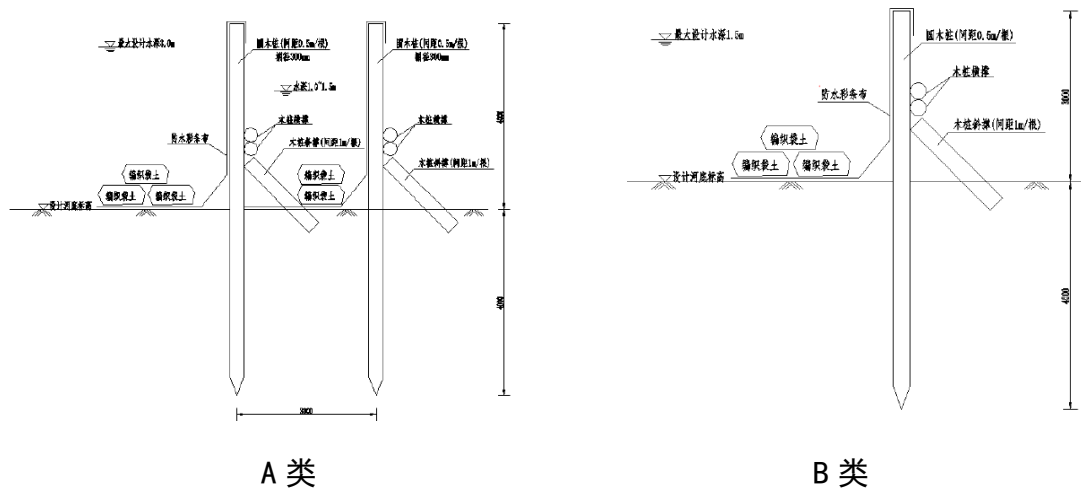 最大设计水深3.0m
圆木桩(间距0.5m/根)
稍径300mm
圆木桩(间距0.5m/根)
稍径300mm
水深1.0~1.5m
木桩横撑
木桩横撑
防水彩条布
木桩斜撑(间距1m/根)
木桩斜撑(间距1m/根)
编织袋土
编织袋土
编织袋土
编织袋土
编织袋土
设计河底标高
4000
4000
3000
A 类
最大设计水深1.5m
圆木桩(间距0.5m/根)
木桩横撑
防水彩条布
木桩斜撑(间距1m/根)
编织袋土
编织袋土
编织袋土
设计河底标高
3000
4000
B 类